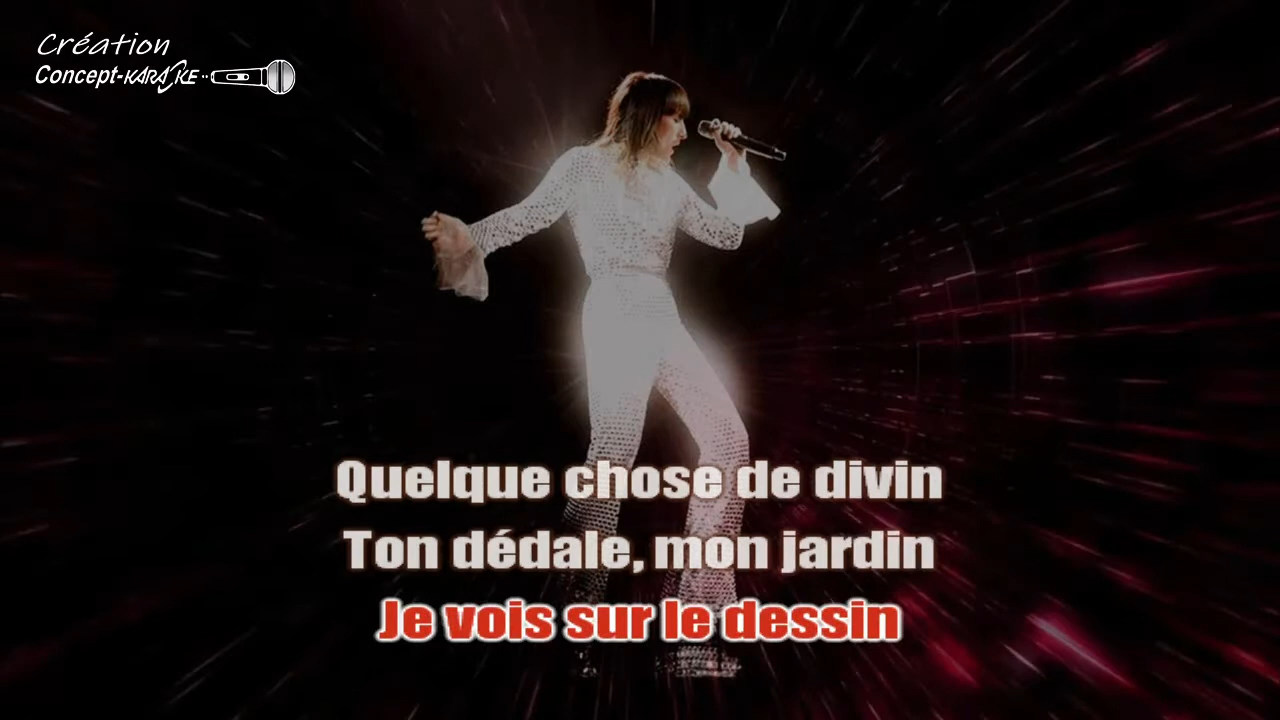 Création
Concept-KARAOKE
Quelque chose de divin
Ton dédale, mon jardin
Je vois sur le dessin